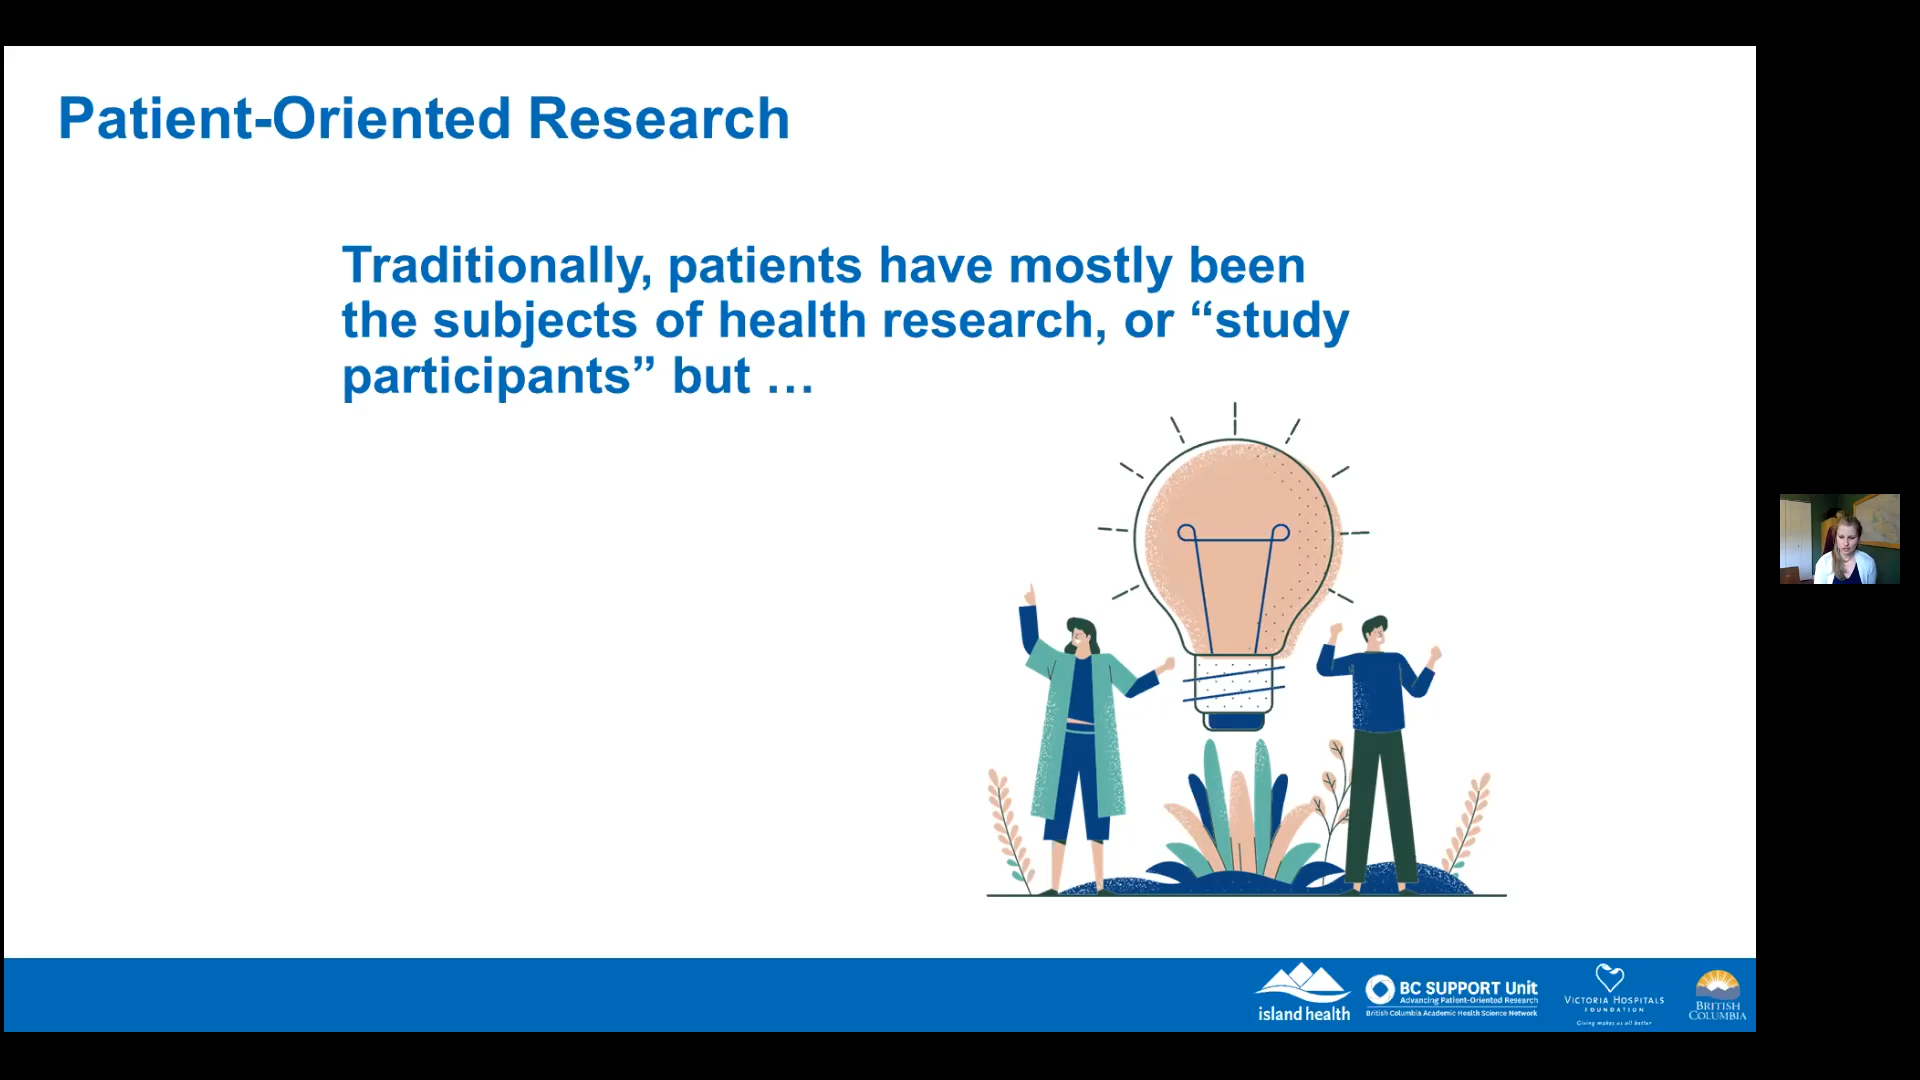 Patient-Oriented Research
Traditionally, patients have mostly been
the subjects of health research, or “study
participants” but …
island health
BC SUPPORT Unit
Advancing Patient-Oriented Research
British Columbia Academic Health Science Network
VICTORIA HOSPITALS
FOUNDATION
Giving makes us all better
BRITISH
COLUMBIA